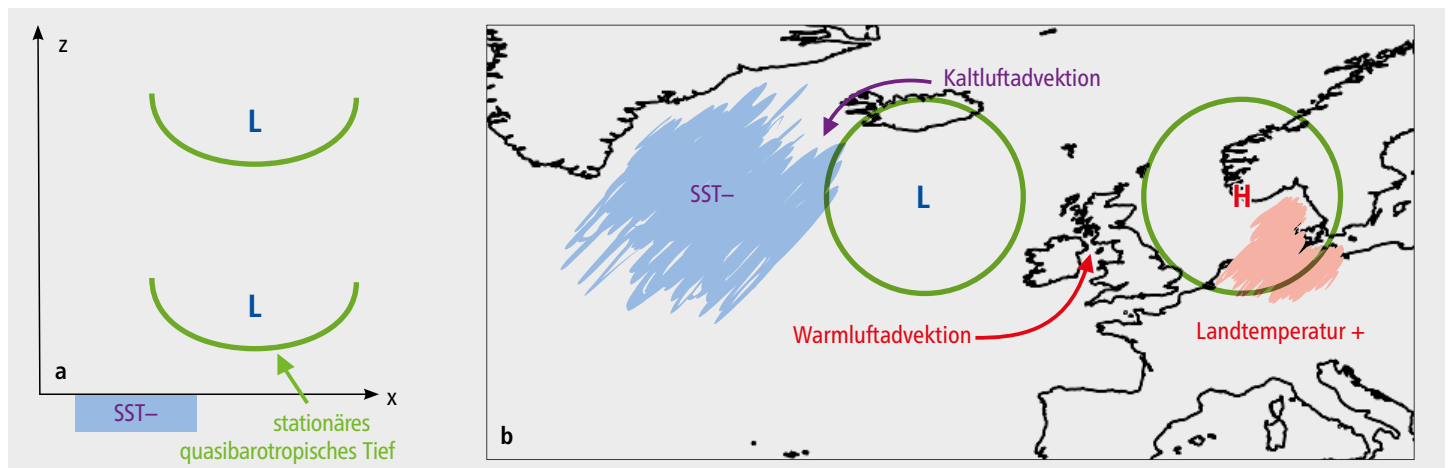 z
L
L
a
x
SST–
stationäres
quasibarotropisches Tief
Kaltluftadvektion
SST–
L
H
Warmluftadvektion
Landtemperatur +
b